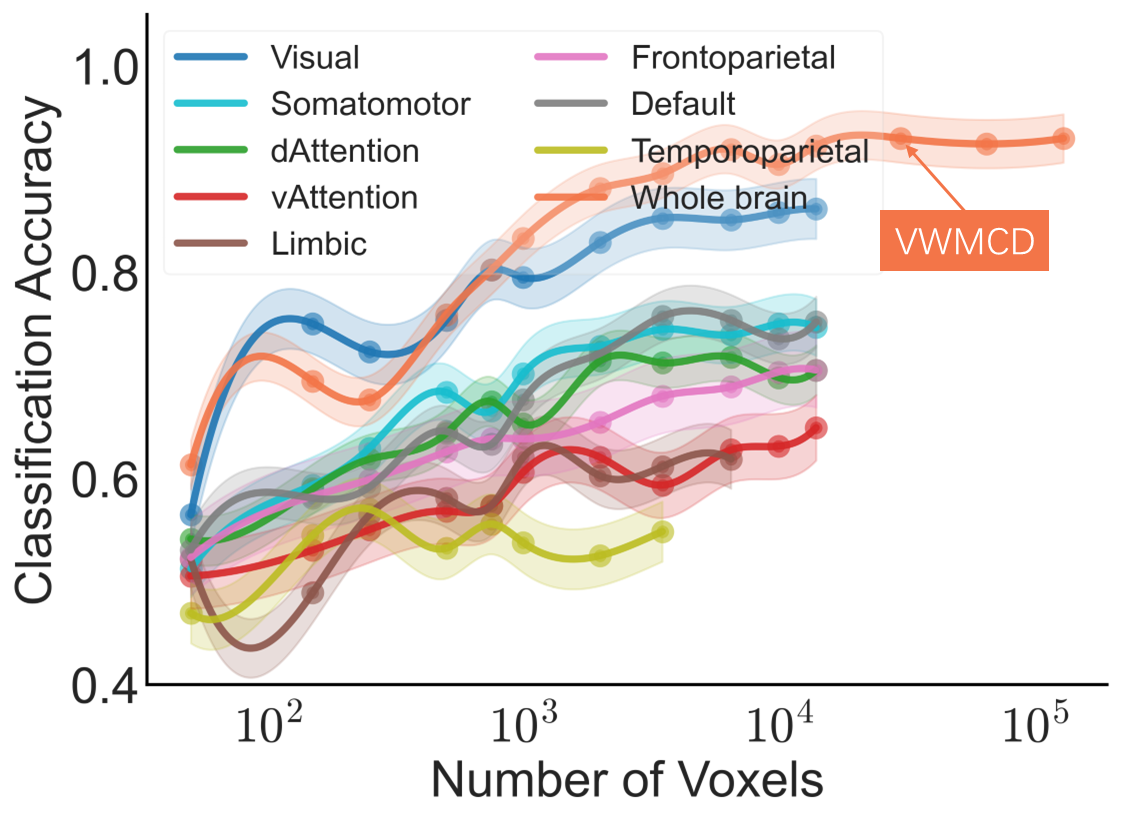 1.0
0.8
0.6
0.4
Classification Accuracy
Visual
Somatomotor
dAttention
vAttention
Limbic
Frontoparietal
Default
Temporoparietal
Whole brain
VWMCD
10²
10³
10⁴
10⁵
Number of Voxels